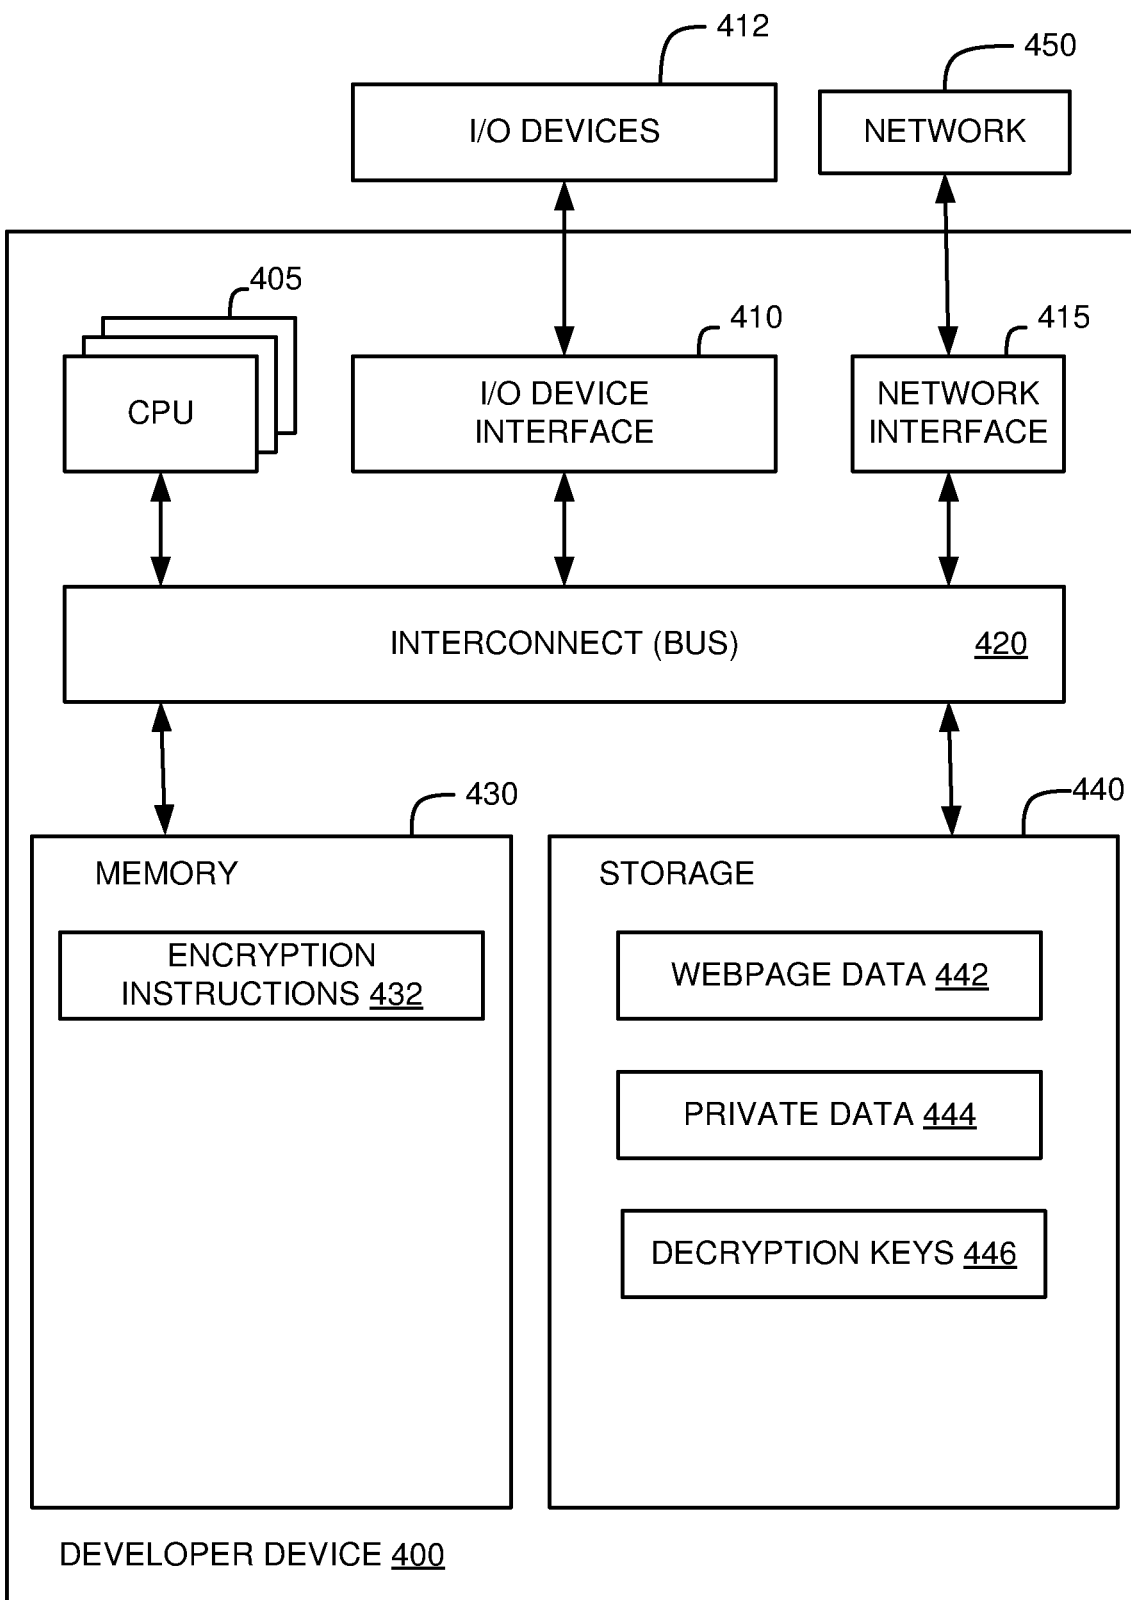 412
450
I/O DEVICES
NETWORK
405
410
415
CPU
I/O DEVICE
INTERFACE
NETWORK
INTERFACE
INTERCONNECT (BUS) 420
430
440
MEMORY
STORAGE
ENCRYPTION
INSTRUCTIONS 432
WEBPAGE DATA 442
PRIVATE DATA 444
DECRYPTION KEYS 446
DEVELOPER DEVICE 400